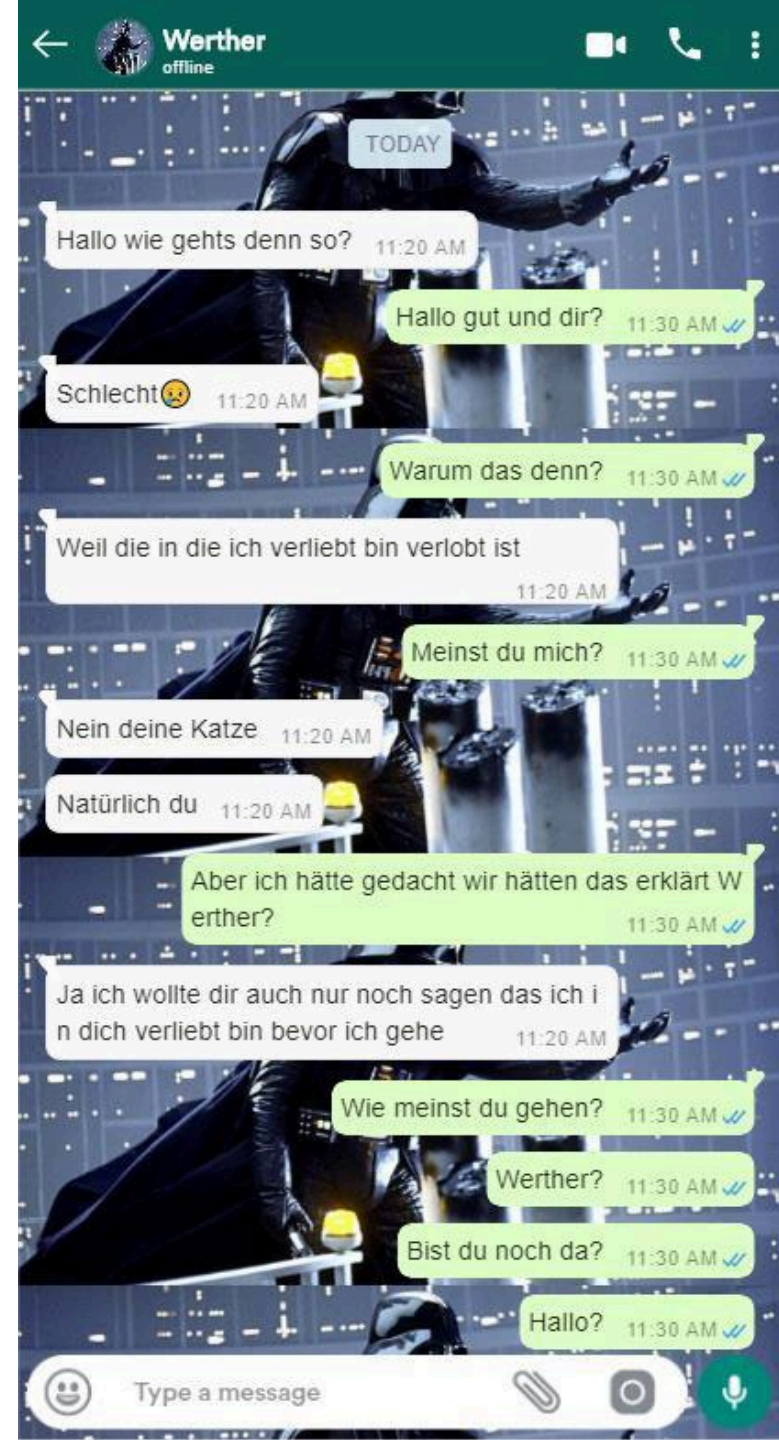 Werther
offline
TODAY
Hallo wie gehts denn so? 11:20 AM
Hallo gut und dir? 11:30 AM
Schlecht😢 11:20 AM
Warum das denn? 11:30 AM
Weil die in die ich verliebt bin verlobt ist
11:20 AM
Meinst du mich? 11:30 AM
Nein deine Katze 11:20 AM
Natürlich du 11:20 AM
Aber ich hätte gedacht wir hätten das erklärt W
erther? 11:30 AM
Ja ich wollte dir auch nur noch sagen das ich i
n dich verliebt bin bevor ich gehe 11:20 AM
Wie meinst du gehen? 11:30 AM
Werther? 11:30 AM
Bist du noch da? 11:30 AM
Hallo? 11:30 AM
Type a message